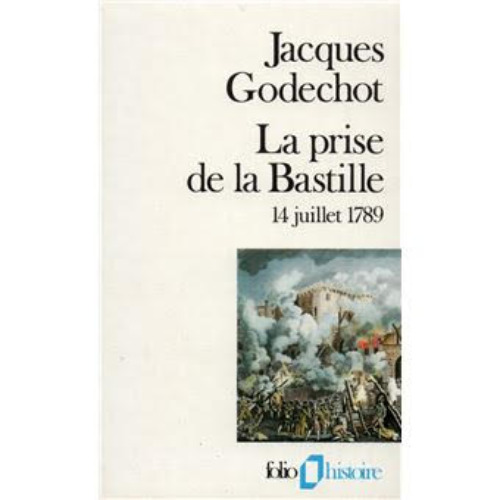 Jacques
Godechot
La prise
de la Bastille
14 juillet 1789
folio histoire